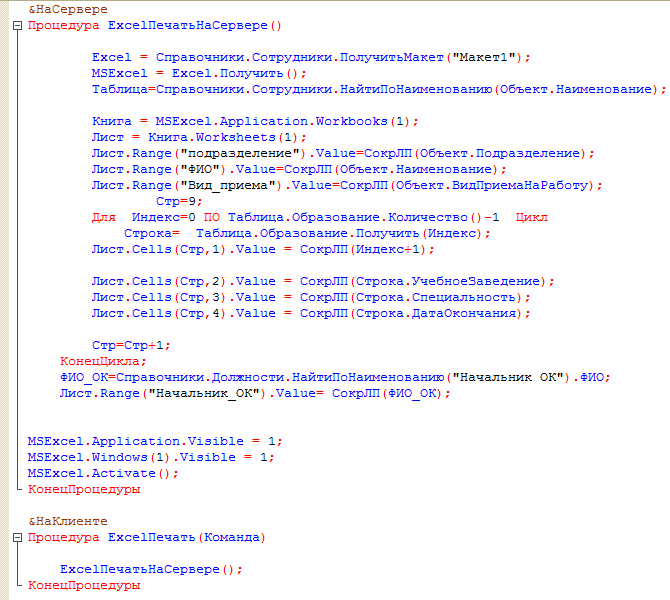 &НаСервере
Процедура ExcelПечатьНаСервере()
Excel = Справочники.Сотрудники.ПолучитьМакет("Макет1");
MSExcel = Excel.Получить();
Таблица=Справочники.Сотрудники.НайтиПоНаименованию(Объект.Наименование);
Книга = MSExcel.Application.Workbooks(1);
Лист = Книга.Worksheets(1);
Лист.Range("подразделение").Value=СокрЛП(Объект.Подразделение);
Лист.Range("ФИО").Value=СокрЛП(Объект.Наименование);
Лист.Range("Вид_приема").Value=СокрЛП(Объект.ВидПриемаНаРаботу);
Стр=9;
Для  Индекс=0 ПО Таблица.Образование.Количество()-1  Цикл
Строка=  Таблица.Образование.Получить(Индекс);
Лист.Cells(Стр,1).Value = СокрЛП(Индекс+1);
Лист.Cells(Стр,2).Value = СокрЛП(Строка.УчебноеЗаведение);
Лист.Cells(Стр,3).Value = СокрЛП(Строка.Специальность);
Лист.Cells(Стр,4).Value = СокрЛП(Строка.ДатаОкончания);
Стр=Стр+1;
КонецЦикла;
ФИО_ОК=Справочники.Должности.НайтиПоНаименованию("Начальник ОК").ФИО;
Лист.Range("Начальник_ОК").Value= СокрЛП(ФИО_ОК);
MSExcel.Application.Visible = 1;
MSExcel.Windows(1).Visible = 1;
MSExcel.Activate();
КонецПроцедуры
&НаКлиенте
Процедура ExcelПечать(Команда)
ExcelПечатьНаСервере();
КонецПроцедуры